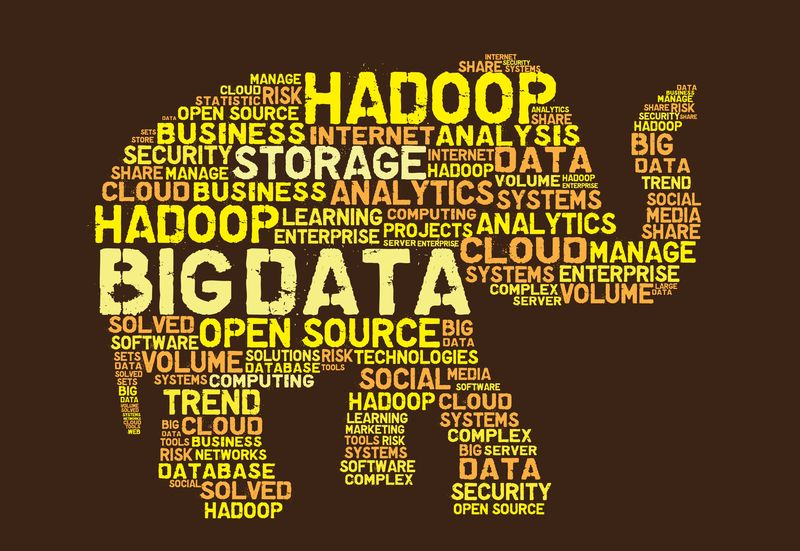 INTERNET
SHARE SECURITY
SYSTEMS
MANAGE
CLOUD
STATISTIC RISK
HADOOP
OPEN SOURCE
ANALYTICS
SHARE
DATA
SETS
STORE
BUSINESS INTERNET ANALYSIS
SECURITY STORAGE INTERNET DATA
HADOOP
SHARE MANAGE
VOLUME HADOOP
ENTERPRISE
CLOUD BUSINESS ANALYTICS SYSTEMS
HADOOP LEARNING COMPUTING ANALYTICS
ENTERPRISE PROJECTS
SERVER ENTERPRISE
DATA
BUSINESS
MANAGE
SHARE RISK
SECURITY SHARE
HADOOP
BIG
DATA
TREND
SOCIAL
MEDIA
SHARE
CLOUD MANAGE
BIG DATA SYSTEMS ENTERPRISE
COMPLEX
SERVER VOLUME LARGE
DATA
SOLVED OPEN SOURCE BIG
SOFTWARE DATA
SETS
DATA VOLUME SOLUTIONS RISK TECHNOLOGIES
DATABASE TOOLS
SOLVED
SETS SYSTEMS COMPUTING SOCIAL MEDIA
SOFTWARE
BIG
DATA
VOLUME
SOLVED
SYSTEMS
NETWORKS
CLOUD
TOOLS
WEB
TREND
BIG CLOUD
DATA
TOOLS BUSINESS
RISK NETWORKS
DATABASE
SOCIAL SOLVED
HADOOP
HADOOP CLOUD
LEARNING
MARKETING
TOOLS RISK
SYSTEMS
SOFTWARE
COMPLEX
SYSTEMS
COMPLEX
BIG SERVER
DATA
SECURITY
OPEN SOURCE